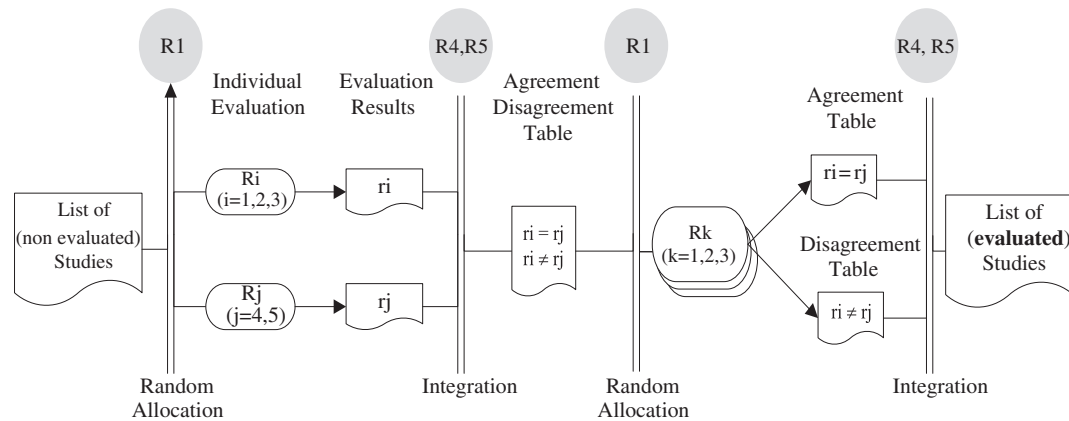 R1
R4,R5
R1
R4, R5
Individual
Evaluation
Evaluation
Results
Agreement
Disagreement
Table
Agreement
Table
List of
(non evaluated)
Studies
Ri
(i=1,2,3)
ri
Rj
(j=4,5)
rj
ri = rj
ri ≠ rj
Rk
(k=1,2,3)
ri= rj
Disagreement
Table
ri ≠ rj
List of
(evaluated)
Studies
Random
Allocation
Integration
Random
Allocation
Integration